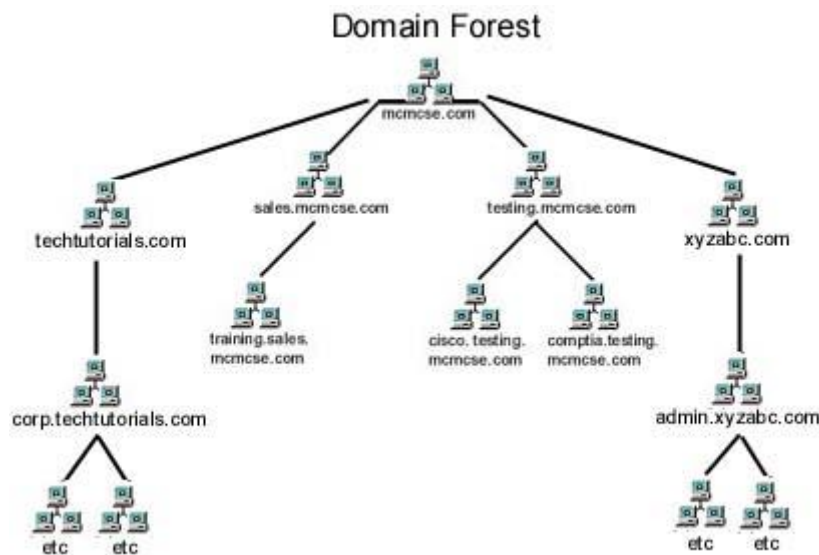 Domain Forest
mcmcse.com
sales.mcmcse.com
testing.mcmcse.com
techtutorials.com
xyzabc.com
training.sales.
mcmcse.com
cisco. testing.
mcmcse.com
comptia.testing.
mcmcse.com
corp.techtutorials.com
admin.xyzabc.com
etc
etc
etc
etc